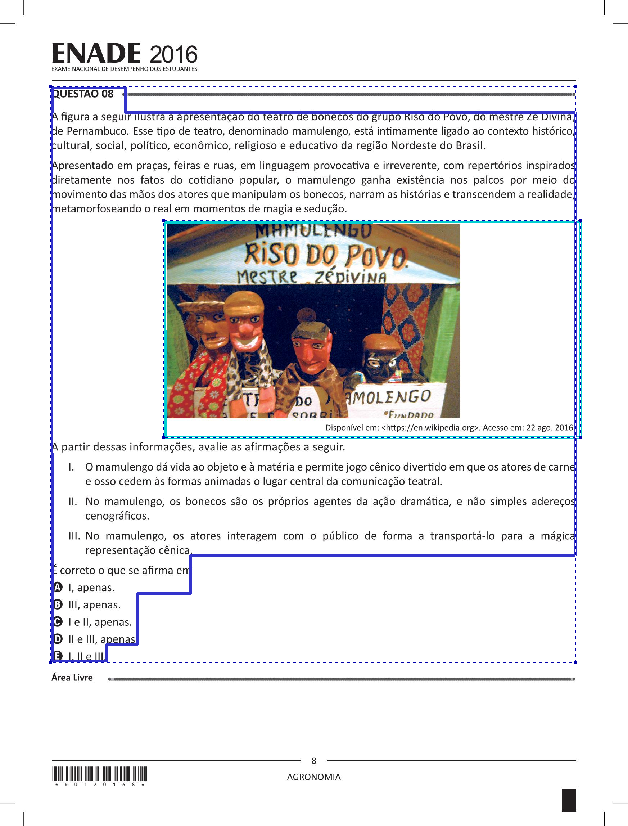 ENADE 2016
EXAME NACIONAL DE DESEMPENHO DOS ESTUDANTES
QUESTÃO 08
A figura a seguir ilustra a apresentação do teatro de bonecos do grupo Riso do Povo, do mestre Zé Divina,
de Pernambuco. Esse tipo de teatro, denominado mamulengo, está intimamente ligado ao contexto histórico,
cultural, social, político, econômico, religioso e educativo da região Nordeste do Brasil.
Apresentado em praças, feiras e ruas, em linguagem provocativa e irreverente, com repertórios inspirados
diretamente nos fatos do cotidiano popular, o mamulengo ganha existência nos palcos por meio do
movimento das mãos dos atores que manipulam os bonecos, narram as histórias e transcendem a realidade,
metamorfoseando o real em momentos de magia e sedução.
MAMULENGO
RiSO DO POVO
MESTRE ZÉDIVINA
DO AMOLENGO
FUNDADO
Disponível em: <https://en.wikipedia.org>. Acesso em: 22 ago. 2016.
A partir dessas informações, avalie as afirmações a seguir.
I. O mamulengo dá vida ao objeto e à matéria e permite jogo cênico divertido em que os atores de carne
e osso cedem às formas animadas o lugar central da comunicação teatral.
II. No mamulengo, os bonecos são os próprios agentes da ação dramática, e não simples adereços
cenográficos.
III. No mamulengo, os atores interagem com o público de forma a transportá-lo para a mágica
representação cênica.
É correto o que se afirma em
A I, apenas.
B III, apenas.
C I e II, apenas.
D II e III, apenas.
E I, II e III.
Área Livre
8
AGRONOMIA